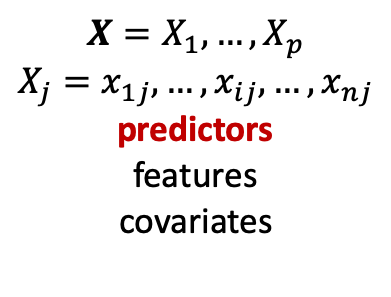 X = X₁, ..., Xₚ
Xⱼ = x₁ⱼ, ..., xᵢⱼ, ..., xₙⱼ
predictors
features
covariates